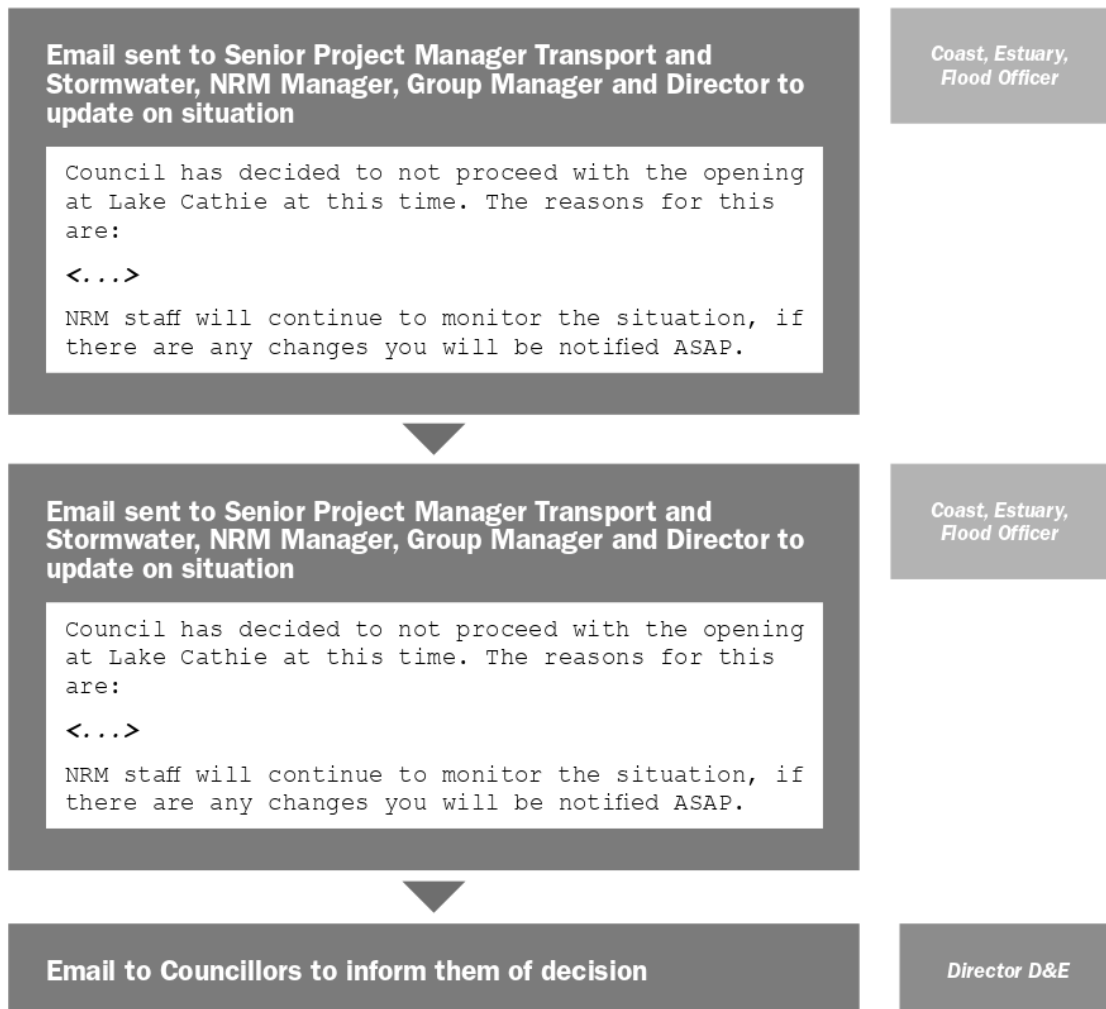 Email sent to Senior Project Manager Transport and
Stormwater, NRM Manager, Group Manager and Director to
update on situation
Coast, Estuary,
Flood Officer
Council has decided to not proceed with the opening
at Lake Cathie at this time. The reasons for this
are:
<...>
NRM staff will continue to monitor the situation, if
there are any changes you will be notified ASAP.
Email sent to Senior Project Manager Transport and
Stormwater, NRM Manager, Group Manager and Director to
update on situation
Coast, Estuary,
Flood Officer
Council has decided to not proceed with the opening
at Lake Cathie at this time. The reasons for this
are:
<...>
NRM staff will continue to monitor the situation, if
there are any changes you will be notified ASAP.
Email to Councillors to inform them of decision
Director D&E